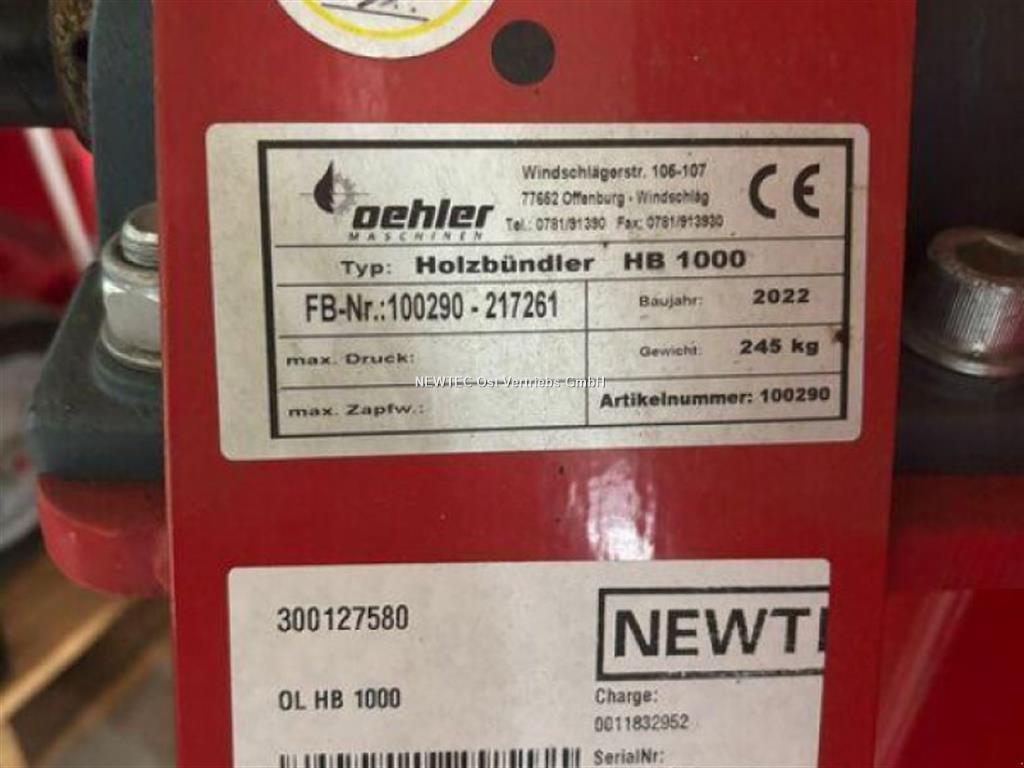 oehler
MASCHINEN
Windschlägerstr. 106-107
77652 Offenburg - Windschläg
Tel.: 0781/91390 Fax: 0781/913930
CE
Typ: Holzbündler HB 1000
FB-Nr.:100290 - 217261
Baujahr: 2022
max. Druck:
Gewicht: 245 kg
NEWTEC Ost Vertriebs GmbH
max. Zapfw.:
Artikelnummer: 100290
300127580
NEWT
OL HB 1000
Charge:
0011832952
SerialNr: